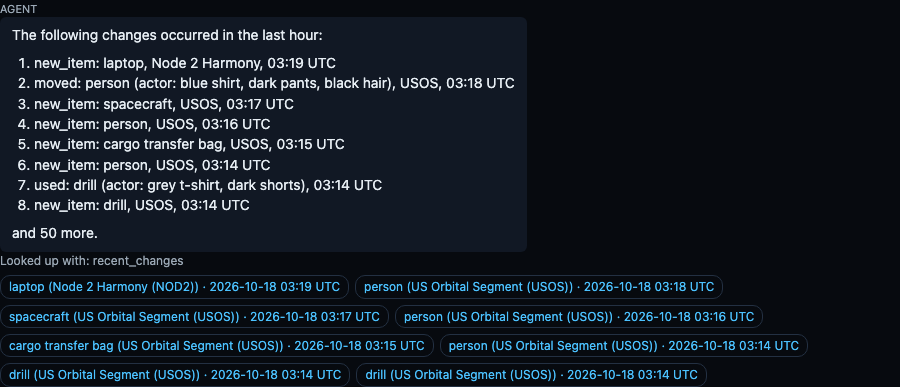 AGENT
The following changes occurred in the last hour:
1. new_item: laptop, Node 2 Harmony, 03:19 UTC
2. moved: person (actor: blue shirt, dark pants, black hair), USOS, 03:18 UTC
3. new_item: spacecraft, USOS, 03:17 UTC
4. new_item: person, USOS, 03:16 UTC
5. new_item: cargo transfer bag, USOS, 03:15 UTC
6. new_item: person, USOS, 03:14 UTC
7. used: drill (actor: grey t-shirt, dark shorts), 03:14 UTC
8. new_item: drill, USOS, 03:14 UTC
and 50 more.
Looked up with: recent_changes
laptop (Node 2 Harmony (NOD2)) · 2026-10-18 03:19 UTC
person (US Orbital Segment (USOS)) · 2026-10-18 03:18 UTC
spacecraft (US Orbital Segment (USOS)) · 2026-10-18 03:17 UTC
person (US Orbital Segment (USOS)) · 2026-10-18 03:16 UTC
cargo transfer bag (US Orbital Segment (USOS)) · 2026-10-18 03:15 UTC
person (US Orbital Segment (USOS)) · 2026-10-18 03:14 UTC
drill (US Orbital Segment (USOS)) · 2026-10-18 03:14 UTC
drill (US Orbital Segment (USOS)) · 2026-10-18 03:14 UTC